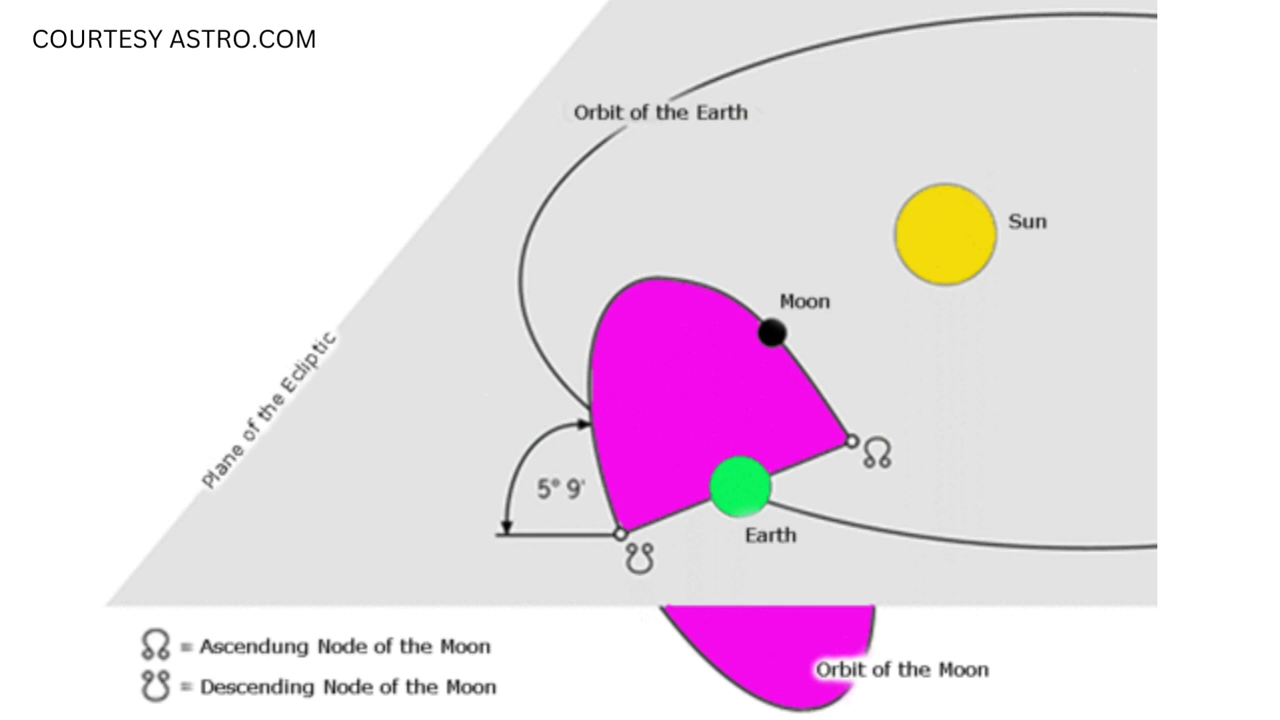 COURTESY ASTRO.COM
Orbit of the Earth
Sun
Moon
Plane of the Ecliptic
☊
5° 9'
Earth
☋
☊ = Ascendung Node of the Moon
Orbit of the Moon
☋ = Descending Node of the Moon